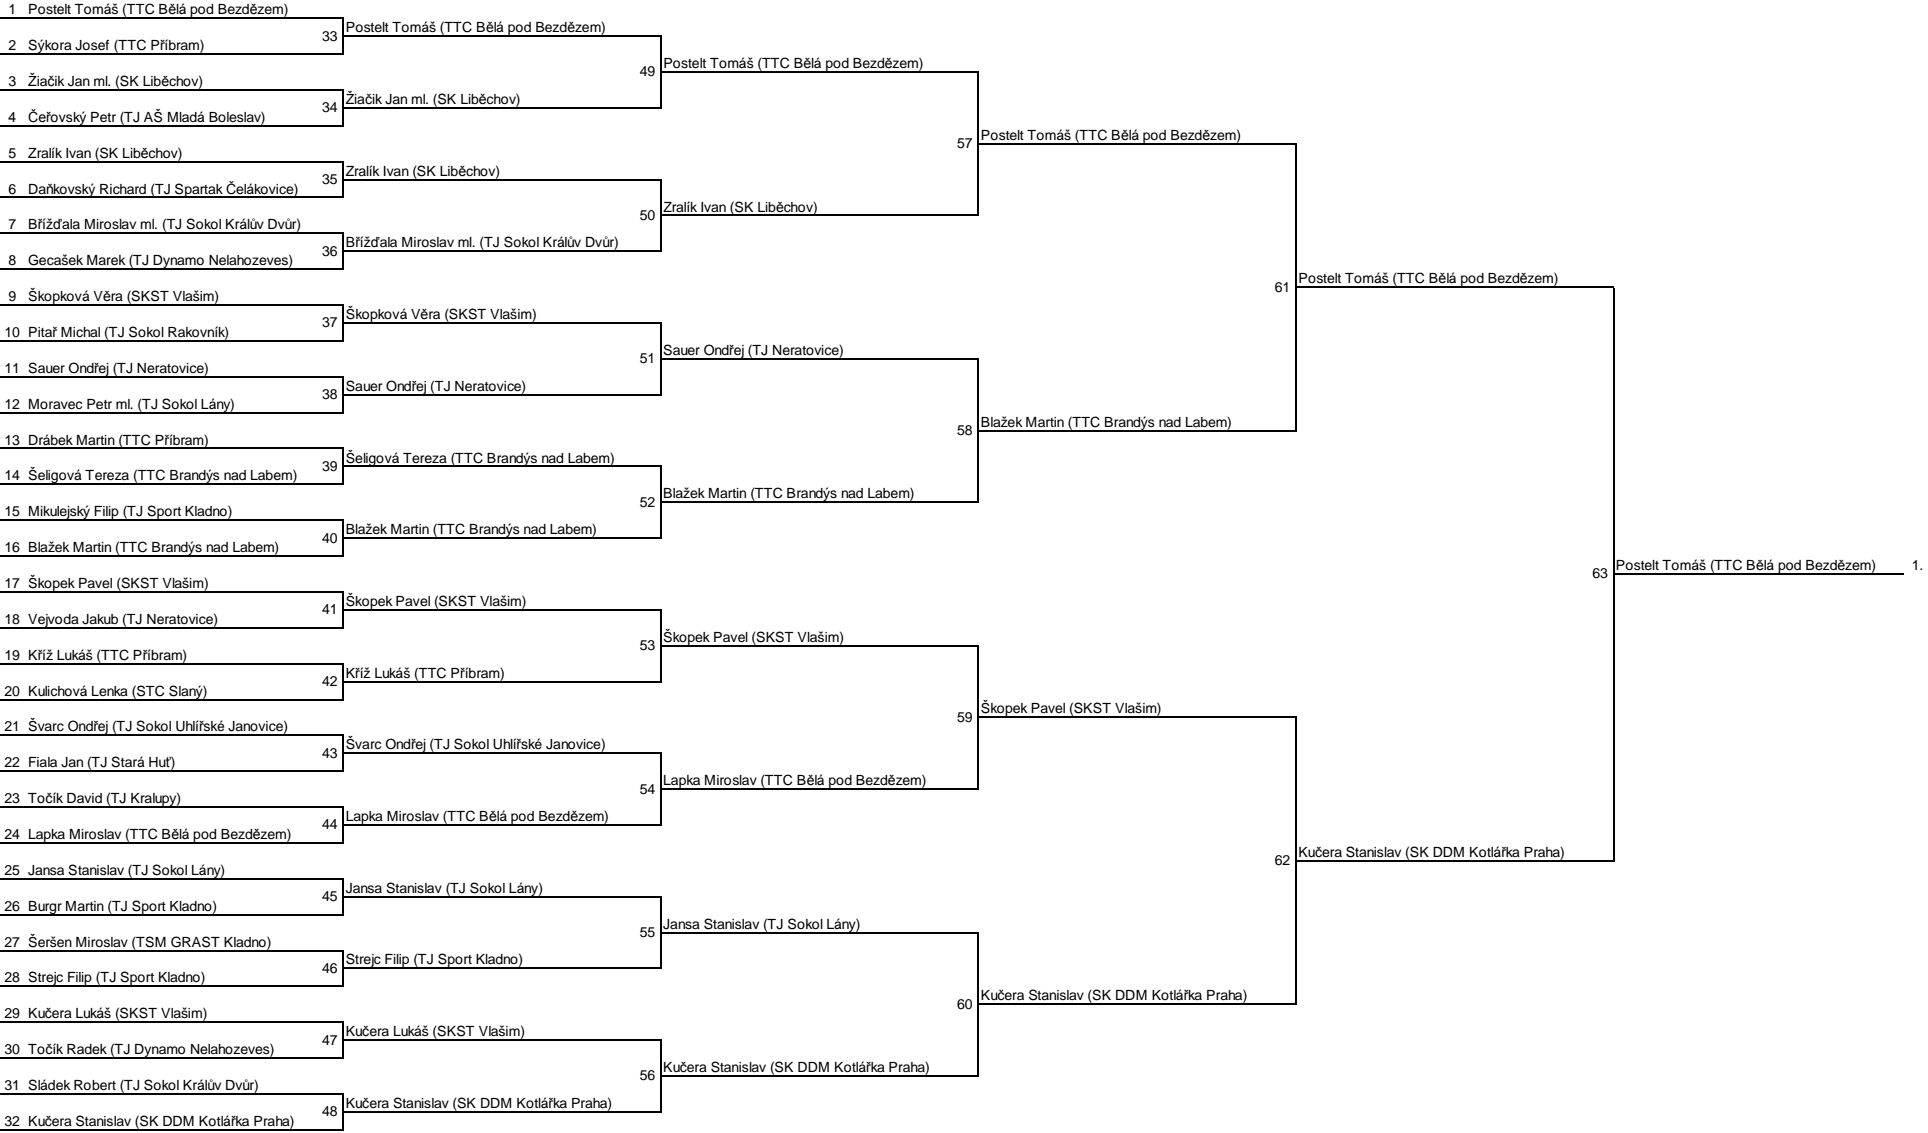 1 Postelt Tomáš (TTC Bělá pod Bezdězem)
2 Sýkora Josef (TTC Příbram)
3 Žiačik Jan ml. (SK Liběchov)
4 Čeřovský Petr (TJ AŠ Mladá Boleslav)
5 Zralík Ivan (SK Liběchov)
6 Daňkovský Richard (TJ Spartak Čelákovice)
7 Břížďala Miroslav ml. (TJ Sokol Králův Dvůr)
8 Gecašek Marek (TJ Dynamo Nelahozeves)
9 Škopková Věra (SKST Vlašim)
10 Pitař Michal (TJ Sokol Rakovník)
11 Sauer Ondřej (TJ Neratovice)
12 Moravec Petr ml. (TJ Sokol Lány)
13 Drábek Martin (TTC Příbram)
14 Šeligová Tereza (TTC Brandýs nad Labem)
15 Mikulejský Filip (TJ Sport Kladno)
16 Blažek Martin (TTC Brandýs nad Labem)
17 Škopek Pavel (SKST Vlašim)
18 Vejvoda Jakub (TJ Neratovice)
19 Kříž Lukáš (TTC Příbram)
20 Kulichová Lenka (STC Slaný)
21 Švarc Ondřej (TJ Sokol Uhlířské Janovice)
22 Fiala Jan (TJ Stará Huť)
23 Točík David (TJ Kralupy)
24 Lapka Miroslav (TTC Bělá pod Bezdězem)
25 Jansa Stanislav (TJ Sokol Lány)
26 Burgr Martin (TJ Sport Kladno)
27 Šeršen Miroslav (TSM GRAST Kladno)
28 Strejc Filip (TJ Sport Kladno)
29 Kučera Lukáš (SKST Vlašim)
30 Točík Radek (TJ Dynamo Nelahozeves)
31 Sládek Robert (TJ Sokol Králův Dvůr)
32 Kučera Stanislav (SK DDM Kotlářka Praha)
33 Postelt Tomáš (TTC Bělá pod Bezdězem)
34 Žiačik Jan ml. (SK Liběchov)
35 Zralík Ivan (SK Liběchov)
36 Břížďala Miroslav ml. (TJ Sokol Králův Dvůr)
37 Škopková Věra (SKST Vlašim)
38 Sauer Ondřej (TJ Neratovice)
39 Šeligová Tereza (TTC Brandýs nad Labem)
40 Blažek Martin (TTC Brandýs nad Labem)
41 Škopek Pavel (SKST Vlašim)
42 Kříž Lukáš (TTC Příbram)
43 Švarc Ondřej (TJ Sokol Uhlířské Janovice)
44 Lapka Miroslav (TTC Bělá pod Bezdězem)
45 Jansa Stanislav (TJ Sokol Lány)
46 Strejc Filip (TJ Sport Kladno)
47 Kučera Lukáš (SKST Vlašim)
48 Kučera Stanislav (SK DDM Kotlářka Praha)
49 Postelt Tomáš (TTC Bělá pod Bezdězem)
50 Zralík Ivan (SK Liběchov)
51 Sauer Ondřej (TJ Neratovice)
52 Blažek Martin (TTC Brandýs nad Labem)
53 Škopek Pavel (SKST Vlašim)
54 Lapka Miroslav (TTC Bělá pod Bezdězem)
55 Jansa Stanislav (TJ Sokol Lány)
56 Kučera Stanislav (SK DDM Kotlářka Praha)
57 Postelt Tomáš (TTC Bělá pod Bezdězem)
58 Blažek Martin (TTC Brandýs nad Labem)
59 Škopek Pavel (SKST Vlašim)
60 Kučera Stanislav (SK DDM Kotlářka Praha)
61 Postelt Tomáš (TTC Bělá pod Bezdězem)
62 Kučera Stanislav (SK DDM Kotlářka Praha)
63 Postelt Tomáš (TTC Bělá pod Bezdězem) 1.